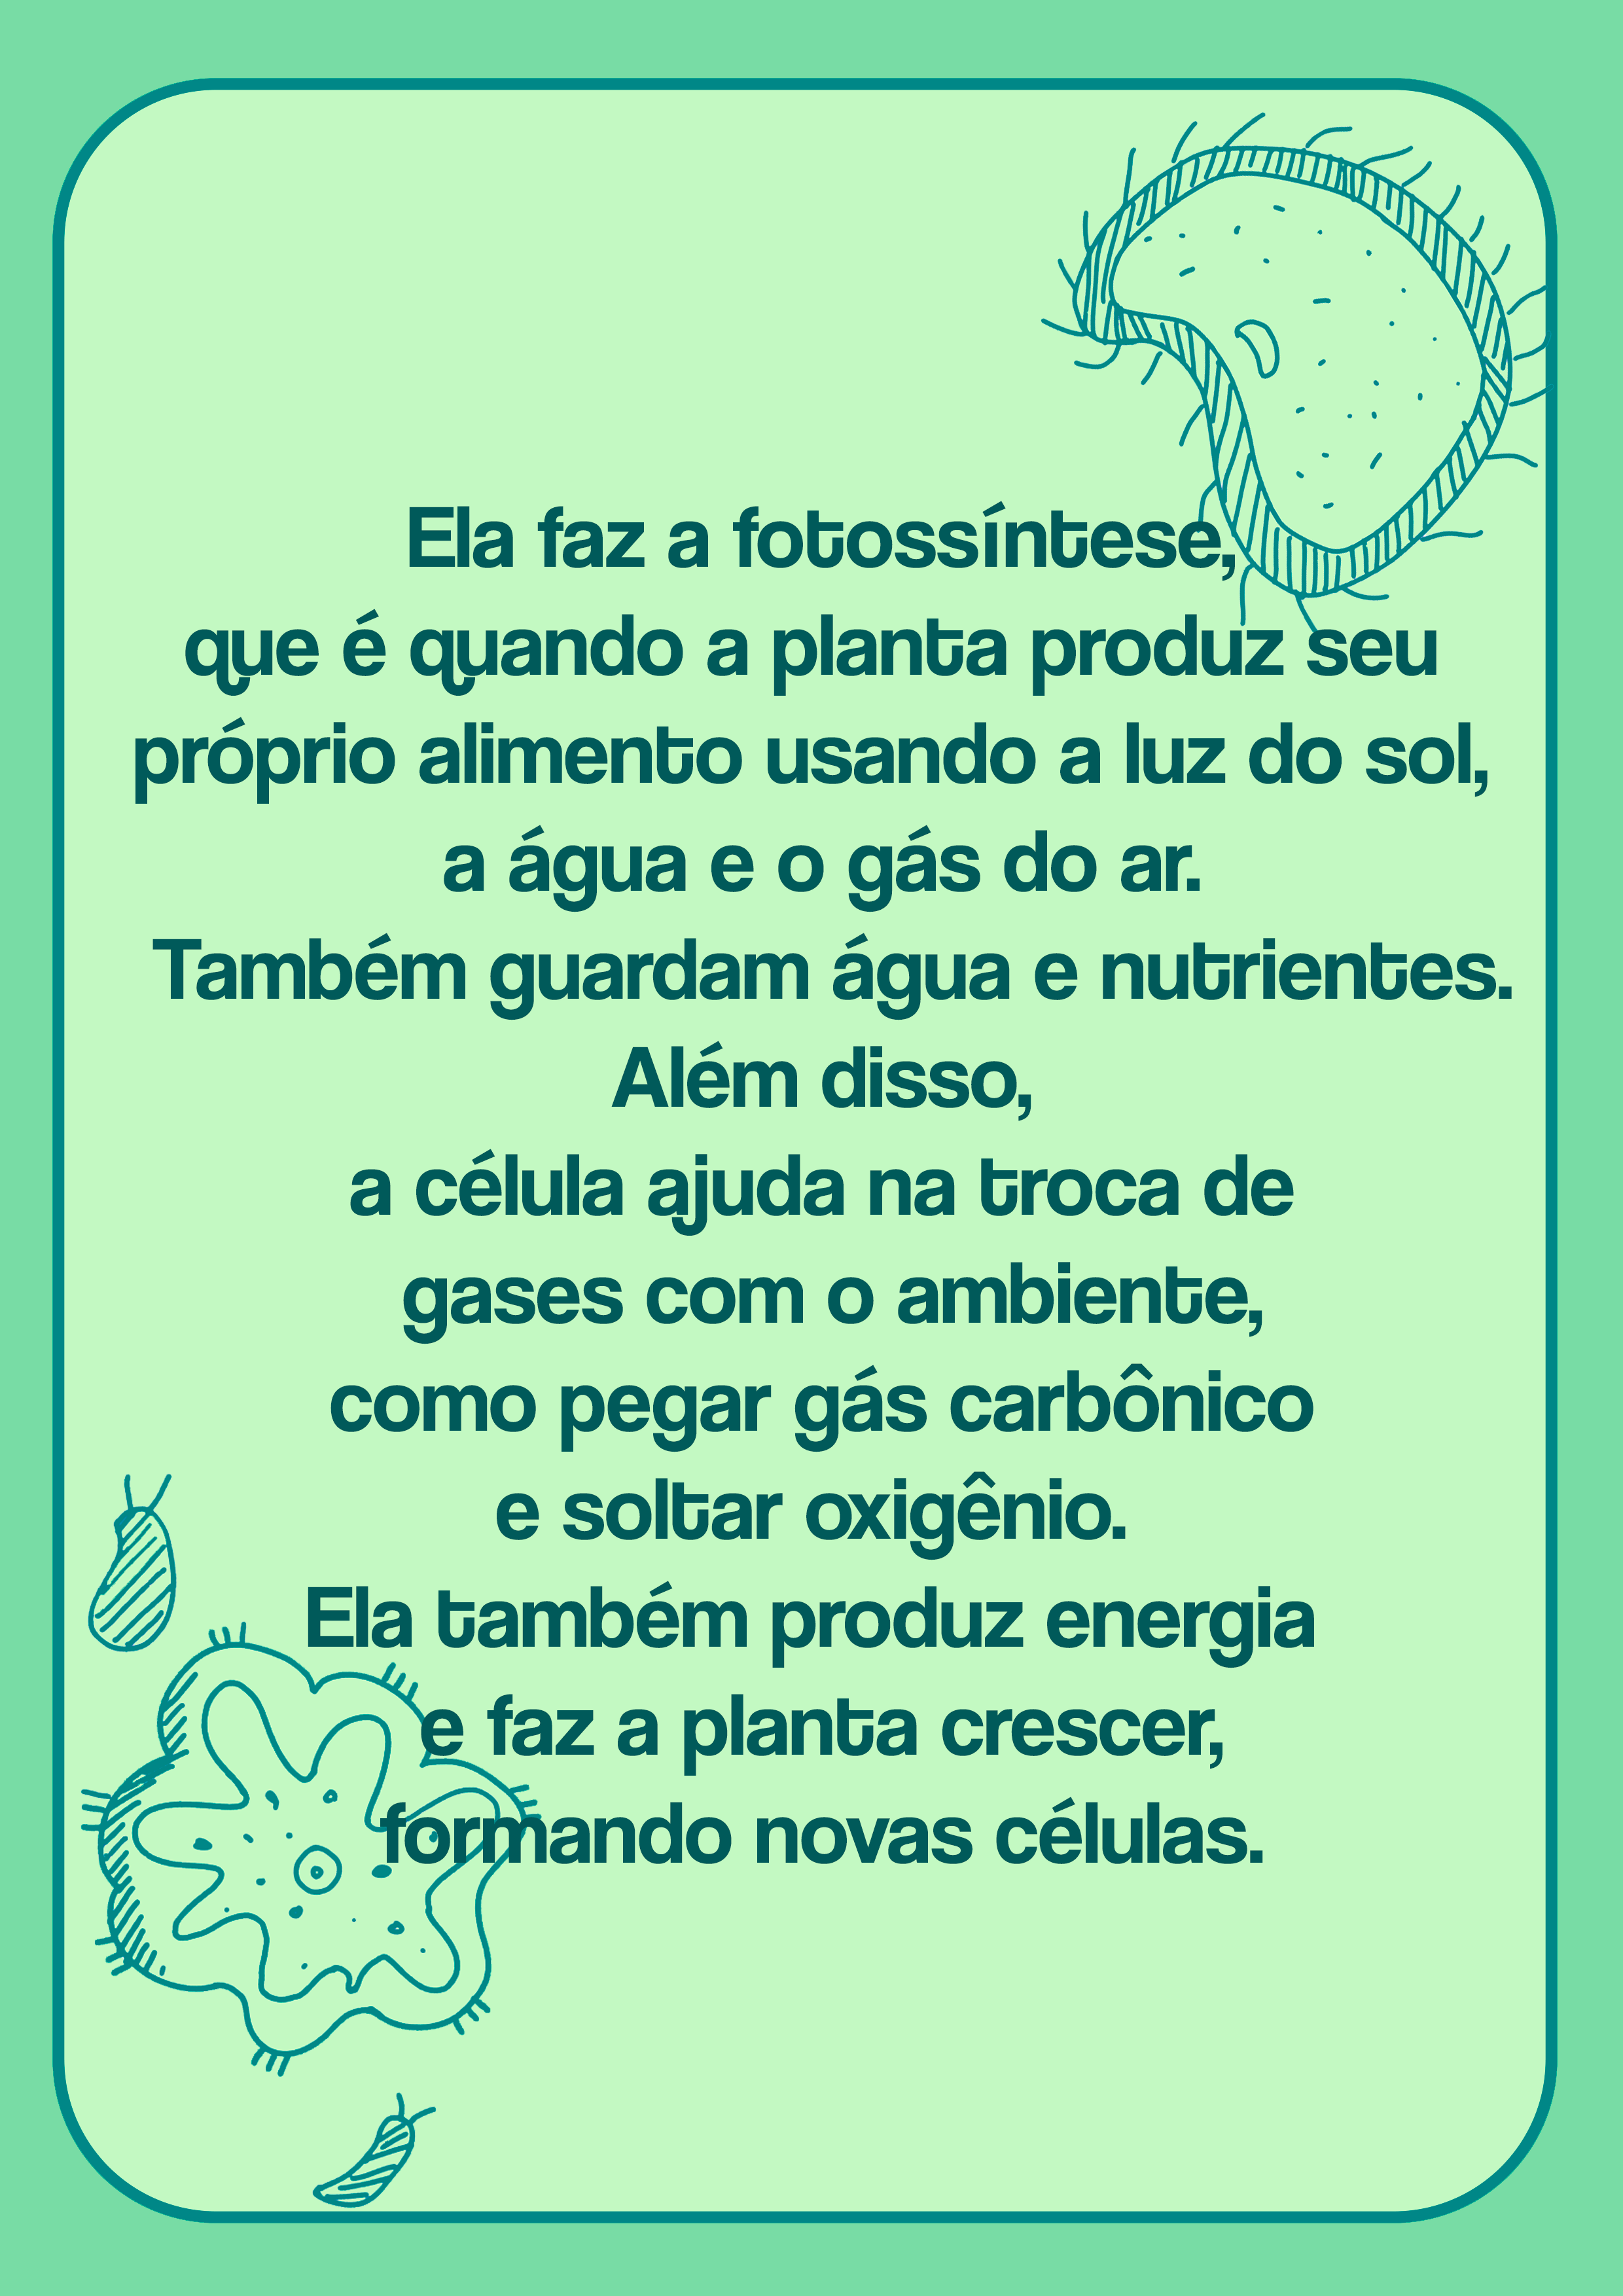 Ela faz a fotossíntese,
que é quando a planta produz seu
próprio alimento usando a luz do sol,
a água e o gás do ar.
Também guardam água e nutrientes.
Além disso,
a célula ajuda na troca de
gases com o ambiente,
como pegar gás carbônico
e soltar oxigênio.
Ela também produz energia
e faz a planta crescer,
formando novas células.